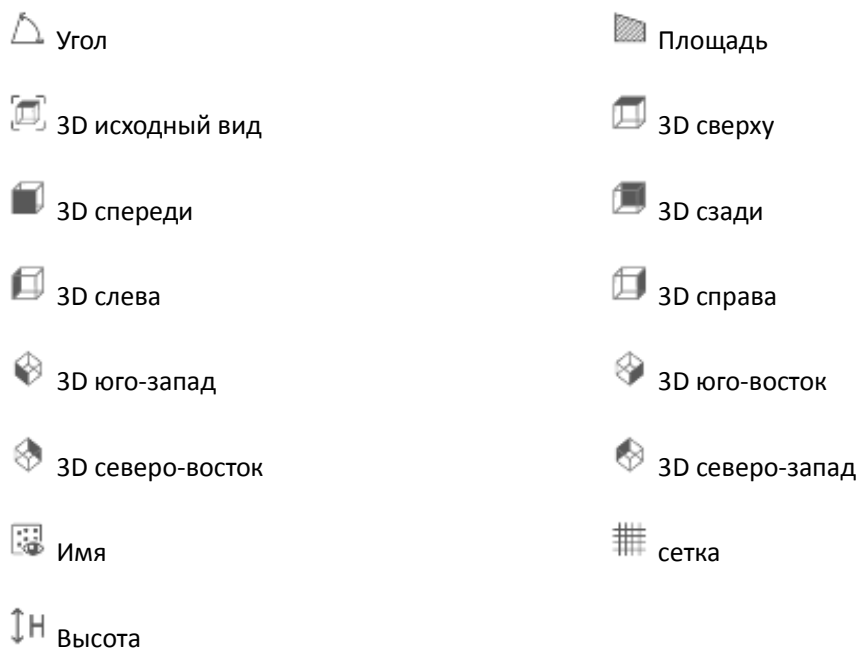 Угол
Площадь
3D исходный вид
3D сверху
3D спереди
3D сзади
3D слева
3D справа
3D юго-запад
3D юго-восток
3D северо-восток
3D северо-запад
Имя
сетка
H Высота